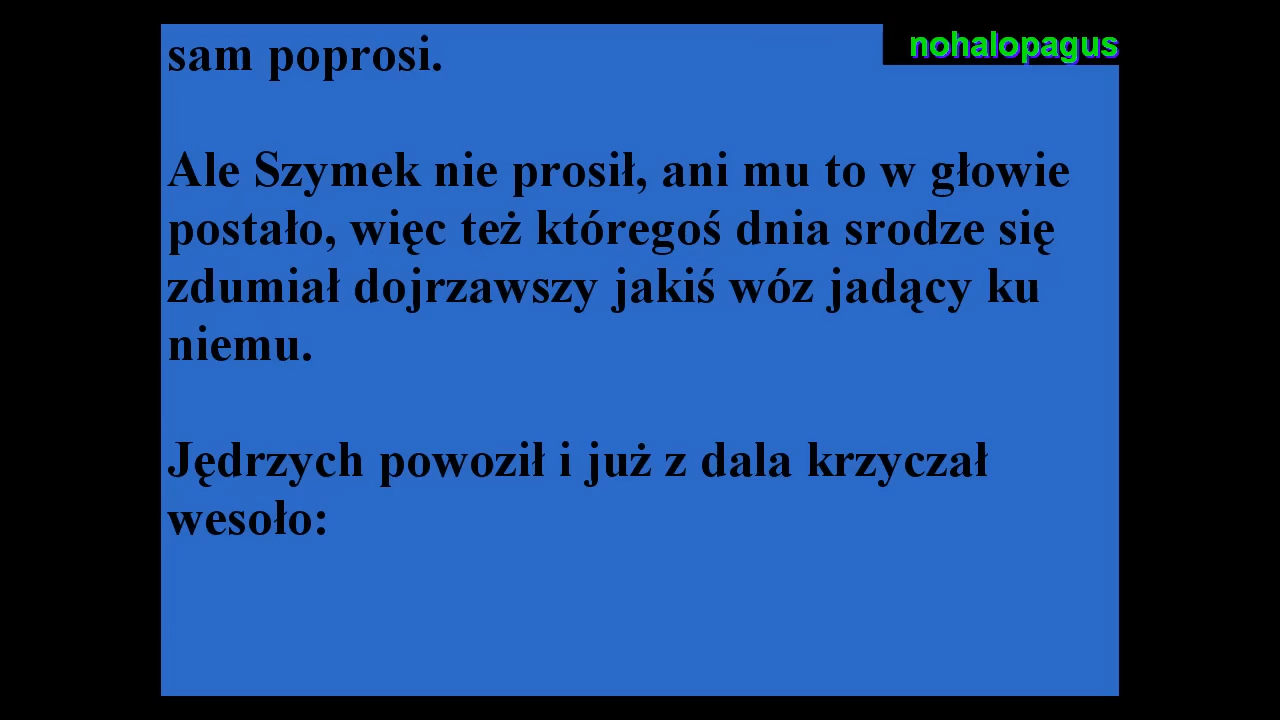 nohalopagus
sam poprosi.
Ale Szymek nie prosił, ani mu to w głowie
postało, więc też któregoś dnia srodze się
zdumiał dojrzawszy jakiś wóz jadący ku
niemu.
Jędrzych powoził i już z dala krzyczał
wesoło: